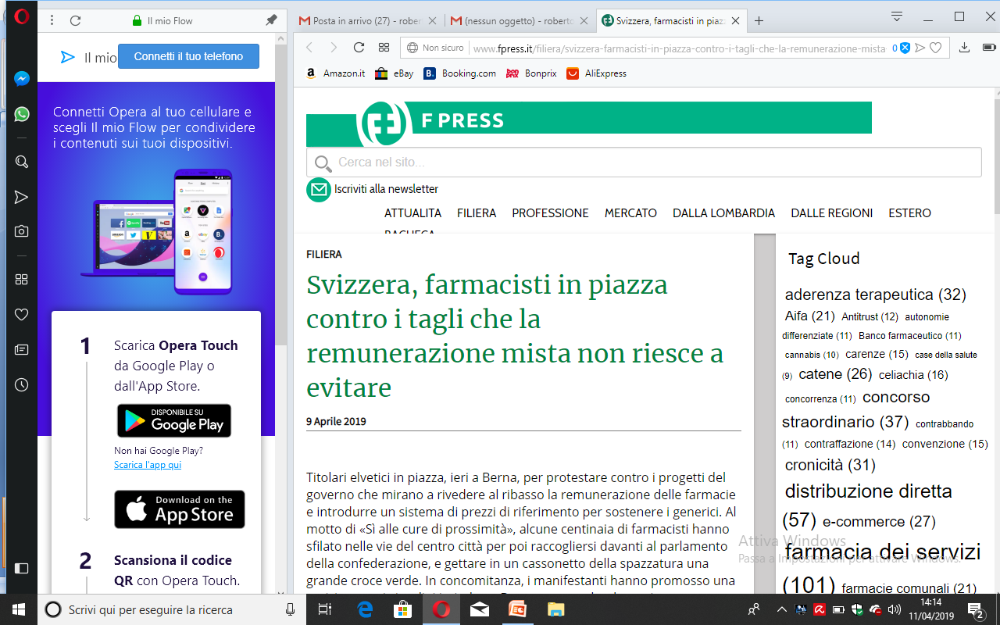 Il mio Flow
Posta in arrivo (27) - rober
(nessun oggetto) - roberto
Svizzera, farmacisti in piaz
Non sicuro
www.fpress.it/filiera/svizzera-farmacisti-in-piazza-contro-i-tagli-che-la-remunerazione-mista
0
Amazon.it
eBay
Booking.com
Bonprix
AliExpress
Il mio
Connetti il tuo telefono
Connetti Opera al tuo cellulare e
scegli Il mio Flow per condividere
i contenuti sui tuoi dispositivi.
1
Scarica Opera Touch
da Google Play o
dall'App Store.
DISPONIBILE SU
Google Play
Non hai Google Play?
Scarica l'app qui
Download on the
App Store
2
Scansiona il codice
QR con Opera Touch.
F PRESS
Cerca nel sito...
Iscriviti alla newsletter
ATTUALITA FILIERA PROFESSIONE MERCATO DALLA LOMBARDIA DALLE REGIONI ESTERO
BACHECA
FILIERA
Svizzera, farmacisti in piazza
contro i tagli che la
remunerazione mista non riesce a
evitare
9 Aprile 2019
Titolari elvetici in piazza, ieri a Berna, per protestare contro i progetti del
governo che mirano a rivedere al ribasso la remunerazione delle farmacie
e introdurre un sistema di prezzi di riferimento per sostenere i generici. Al
motto di «Sì alle cure di prossimità», alcune centinaia di farmacisti hanno
sfilato nelle vie del centro città per poi raccogliersi davanti al parlamento
della confederazione, e gettare in un cassonetto della spazzatura una
grande croce verde. In concomitanza, i manifestanti hanno promosso una
Tag Cloud
aderenza terapeutica (32)
Aifa (21) Antitrust (12) autonomie
differenziate (11) Banco farmaceutico (11)
cannabis (10) carenze (15) case della salute
(9) catene (26) celiachia (16)
concorrenza (11) concorso
straordinario (37) contrabbando
(11) contraffazione (14) convenzione (15)
cronicità (31)
distribuzione diretta
(57) e-commerce (27)
farmacia dei servizi
(101) farmacie comunali (21)
Attiva Windows
Passa a Impostazioni per attivare Windows.
Scrivi qui per eseguire la ricerca
14:14
11/04/2019
2